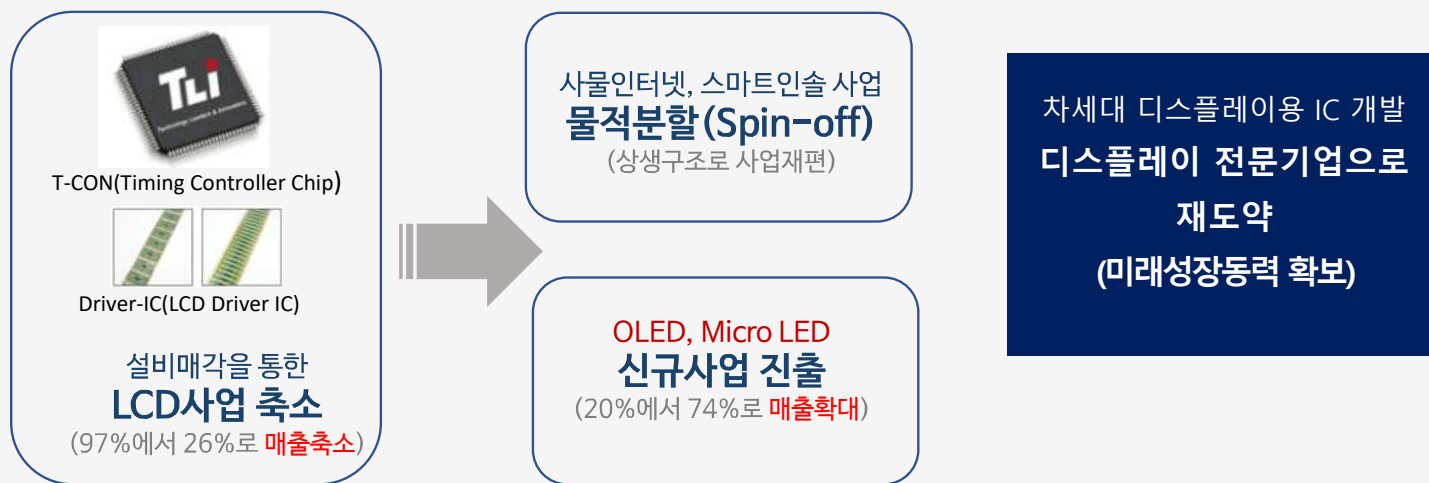 TLi
Technology Leaders & Innovators
T-CON(Timing Controller Chip)
Driver-IC(LCD Driver IC)
설비매각을 통한
LCD사업 축소
(97%에서 26%로 매출축소)
사물인터넷, 스마트인솔 사업
물적분할(Spin-off)
(상생구조로 사업재편)
OLED, Micro LED
신규사업 진출
(20%에서 74%로 매출확대)
차세대 디스플레이용 IC 개발
디스플레이 전문기업으로
재도약
(미래성장동력 확보)